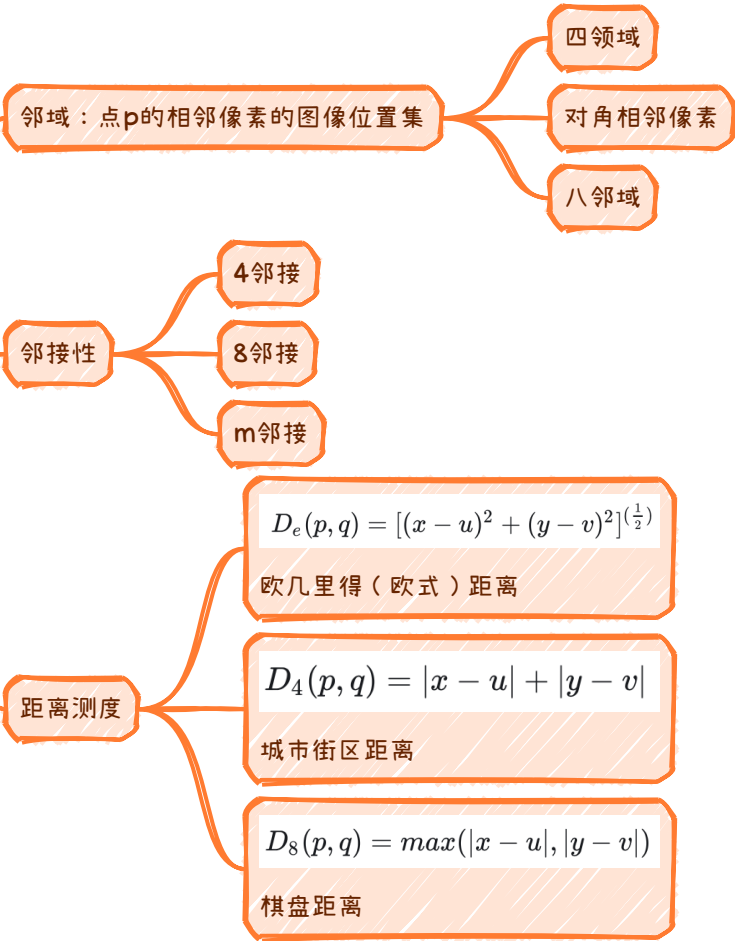 四领域
邻域：点p的相邻像素的图像位置集
对角相邻像素
八邻域
4邻接
邻接性
8邻接
m邻接
D_e(p,q) = [(x − u)^2 + (y − v)^2]^{(\frac{1}{2})}
欧几里得（欧式）距离
距离测度
D_4(p,q) = |x − u| + |y − v|
城市街区距离
D_8(p,q) = max(|x − u|, |y − v|)
棋盘距离